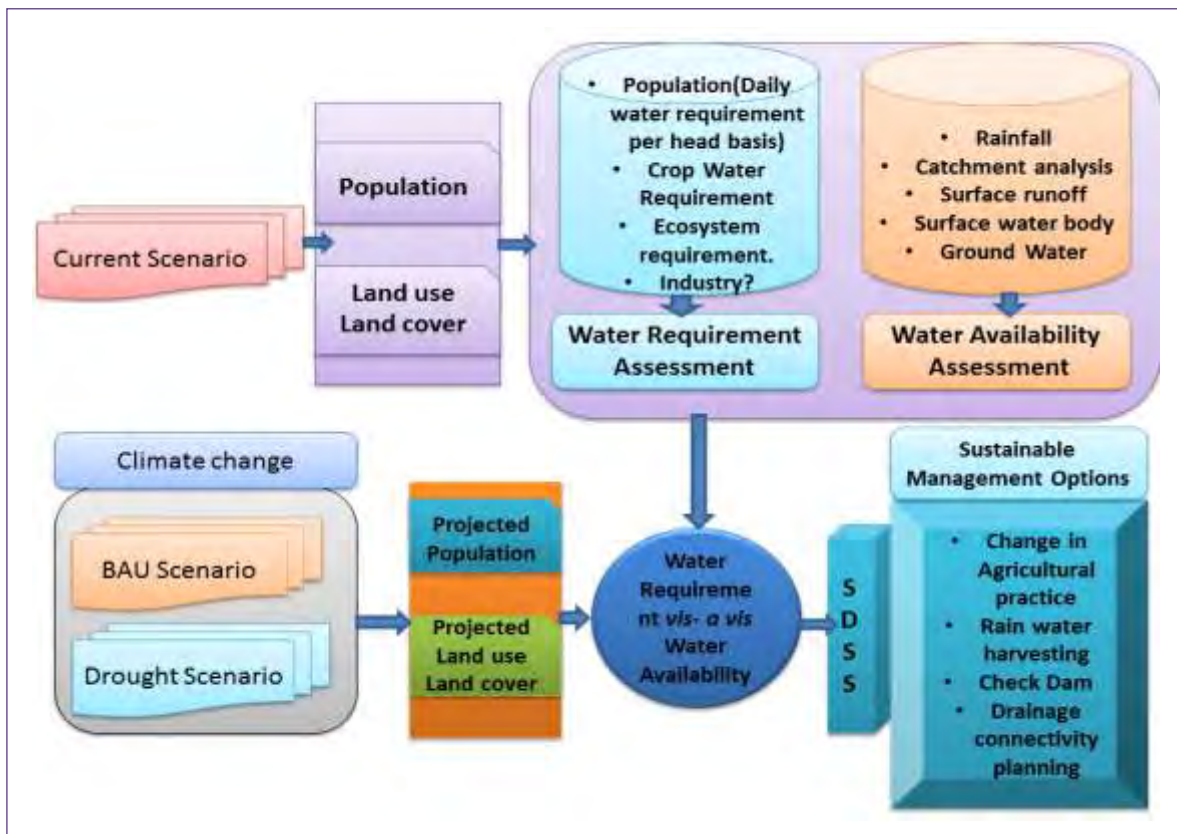 Current Scenario
Population
Land use
Land cover
• Population(Daily
water requirement
per head basis)
• Crop Water
Requirement
• Ecosystem
requirement.
• Industry?
Water Requirement
Assessment
• Rainfall
• Catchment analysis
• Surface runoff
• Surface water body
• Ground Water
Water Availability
Assessment
Climate change
BAU Scenario
Drought Scenario
Projected
Population
Projected
Land use
Land cover
Water
Requireme
nt vis- a vis
Water
Availability
S
D
S
S
Sustainable
Management Options
• Change in
Agricultural
practice
• Rain water
harvesting
• Check Dam
• Drainage
connectivity
planning